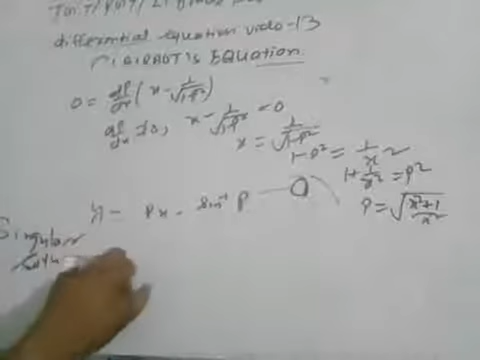 differential equation video-13
CLAIRAUT'S EQUATION.
0 = dp/dx (x - 1/√1-p²)
dp/dx ≠ 0, x - 1/√1-p² = 0
x = 1/√1-p²
1-p² = 1/x²
1+1/x² = p²
p = √x²+1/x²
y = px - sin⁻¹ p
Singular